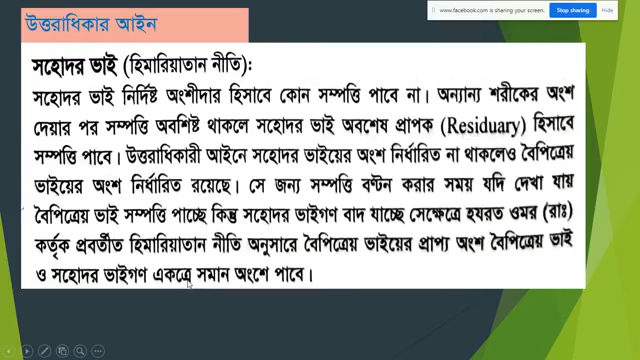 www.facebook.com is sharing your screen. Stop sharing Hide
উত্তরাধিকার আইন
সহোদর ভাই (হিমারিয়াতান নীতি):
সহোদর ভাই নির্দিষ্ট অংশীদার হিসাবে কোন সম্পত্তি পাবে না। অন্যান্য শরীকের অংশ
দেয়ার পর সম্পত্তি অবশিষ্ট থাকলে সহোদর ভাই অবশেষ প্রাপক (Residuary) হিসাবে
সম্পত্তি পাবে। উত্তরাধিকারী আইনে সহোদর ভাইয়ের অংশ নির্ধারিত না থাকলেও বৈপিত্রেয়
ভাইয়ের অংশ নির্ধারিত রয়েছে। সে জন্য সম্পত্তি বণ্টন করার সময় যদি দেখা যায়
বৈপিত্রেয় ভাই সম্পত্তি পাচ্ছে কিন্তু সহোদর ভাইগণ বাদ যাচ্ছে সেক্ষেত্রে হযরত ওমর (রাঃ)
কর্তৃক প্রবর্তীত হিমারিয়াতান নীতি অনুসারে বৈপিত্রেয় ভাইয়ের প্রাপ্য অংশ বৈপিত্রেয় ভাই
ও সহোদর ভাইগণ একত্রে সমান অংশে পাবে।